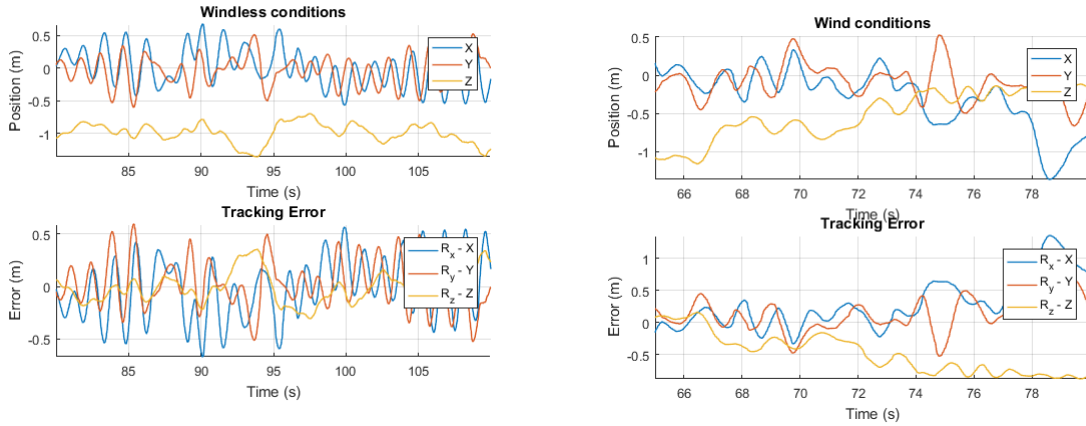 Windless conditions
Position (m)
0.5
0
-0.5
-1
X
Y
Z
85
90
95
100
105
Time (s)
Tracking Error
Error (m)
0.5
0
-0.5
Rx - X
Ry - Y
Rz - Z
85
90
95
100
105
Time (s)
Wind conditions
Position (m)
0.5
0
-0.5
-1
X
Y
Z
66
68
70
72
74
76
78
Time (s)
Tracking Error
Error (m)
1
0.5
0
-0.5
Rx - X
Ry - Y
Rz - Z
66
68
70
72
74
76
78
Time (s)